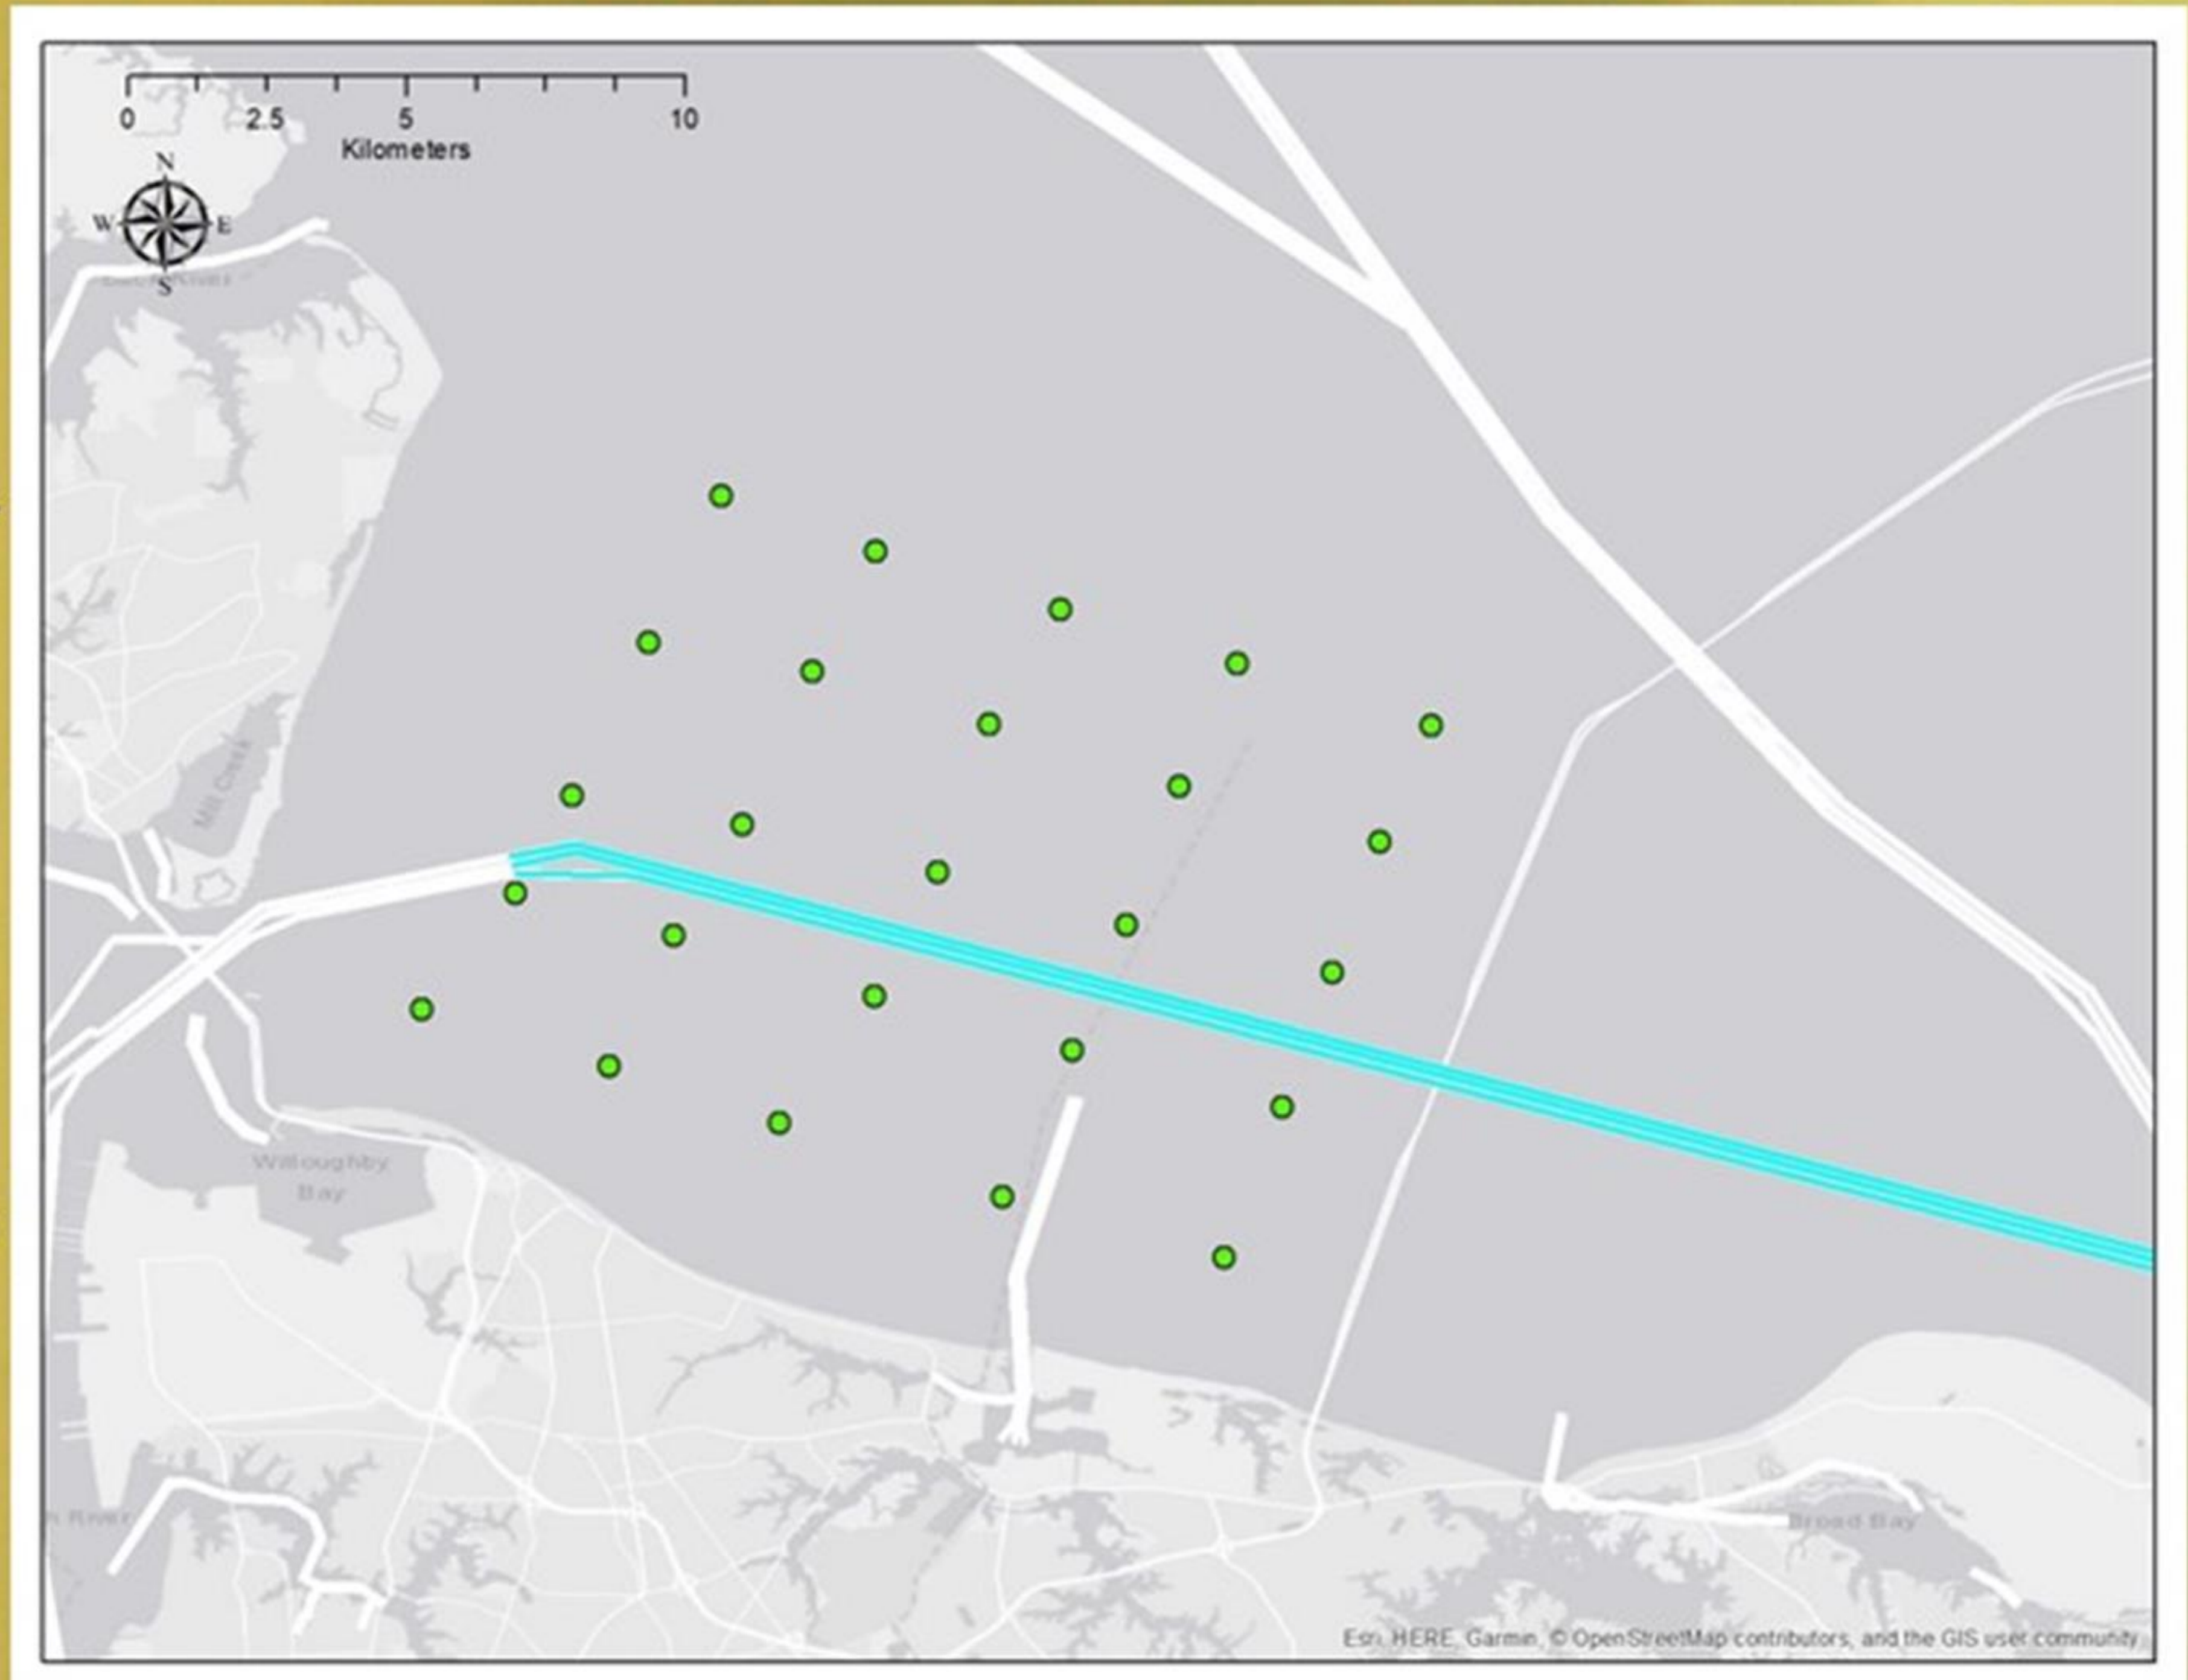 0 2.5 5 10
Kilometers
N
W E
S
Mill Creek
Willoughby
Bay
River
Broad Bay
Esri, HERE, Garmin, © OpenStreetMap contributors, and the GIS user community